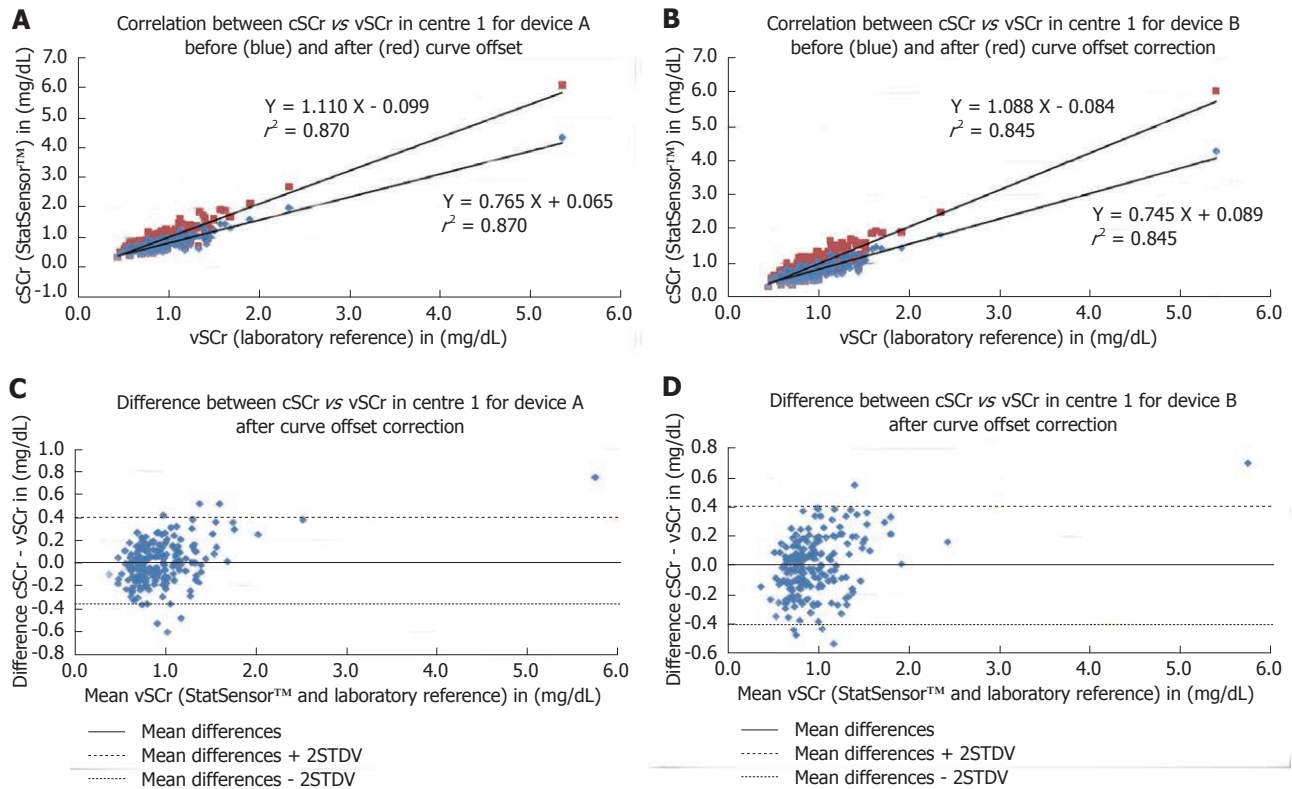 A
Correlation between cSCr vs vSCr in centre 1 for device A
before (blue) and after (red) curve offset
cSCr (StatSensor™) in (mg/dL)
7.0
6.0
5.0
4.0
3.0
2.0
1.0
0.0
-1.0
Y = 1.110 X - 0.099
r² = 0.870
Y = 0.765 X + 0.065
r² = 0.870
0.0 1.0 2.0 3.0 4.0 5.0 6.0
vSCr (laboratory reference) in (mg/dL)
B
Correlation between cSCr vs vSCr in centre 1 for device B
before (blue) and after (red) curve offset correction
cSCr (StatSensor™) in (mg/dL)
7.0
6.0
5.0
4.0
3.0
2.0
1.0
0.0
Y = 1.088 X - 0.084
r² = 0.845
Y = 0.745 X + 0.089
r² = 0.845
0.0 1.0 2.0 3.0 4.0 5.0 6.0
vSCr (laboratory reference) in (mg/dL)
C
Difference between cSCr vs vSCr in centre 1 for device A
after curve offset correction
Difference cSCr - vSCr in (mg/dL)
1.0
0.8
0.6
0.4
0.2
0.0
-0.2
-0.4
-0.6
-0.8
0.0 1.0 2.0 3.0 4.0 5.0 6.0
Mean vSCr (StatSensor™ and laboratory reference) in (mg/dL)
Mean differences
Mean differences + 2STDV
Mean differences - 2STDV
D
Difference between cSCr vs vSCr in centre 1 for device B
after curve offset correction
Difference cSCr - vSCr in (mg/dL)
0.8
0.6
0.4
0.2
0.0
-0.2
-0.4
-0.6
0.0 1.0 2.0 3.0 4.0 5.0 6.0
Mean vSCr (StatSensor™ and laboratory reference) in (mg/dL)
Mean differences
Mean differences + 2STDV
Mean differences - 2STDV